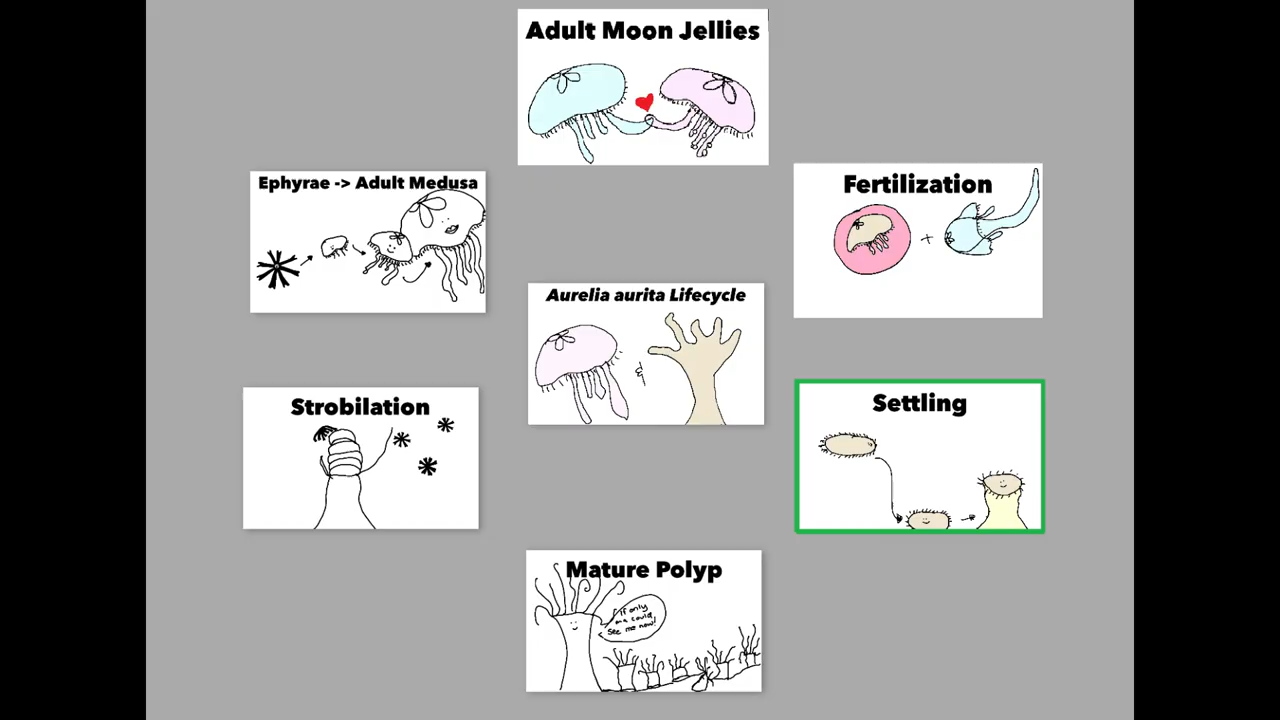 Adult Moon Jellies
Ephyrae -> Adult Medusa
Fertilization
+
Aurelia aurita Lifecycle
&
Strobilation
Settling
Mature Polyp
If only
ma could
see me now!